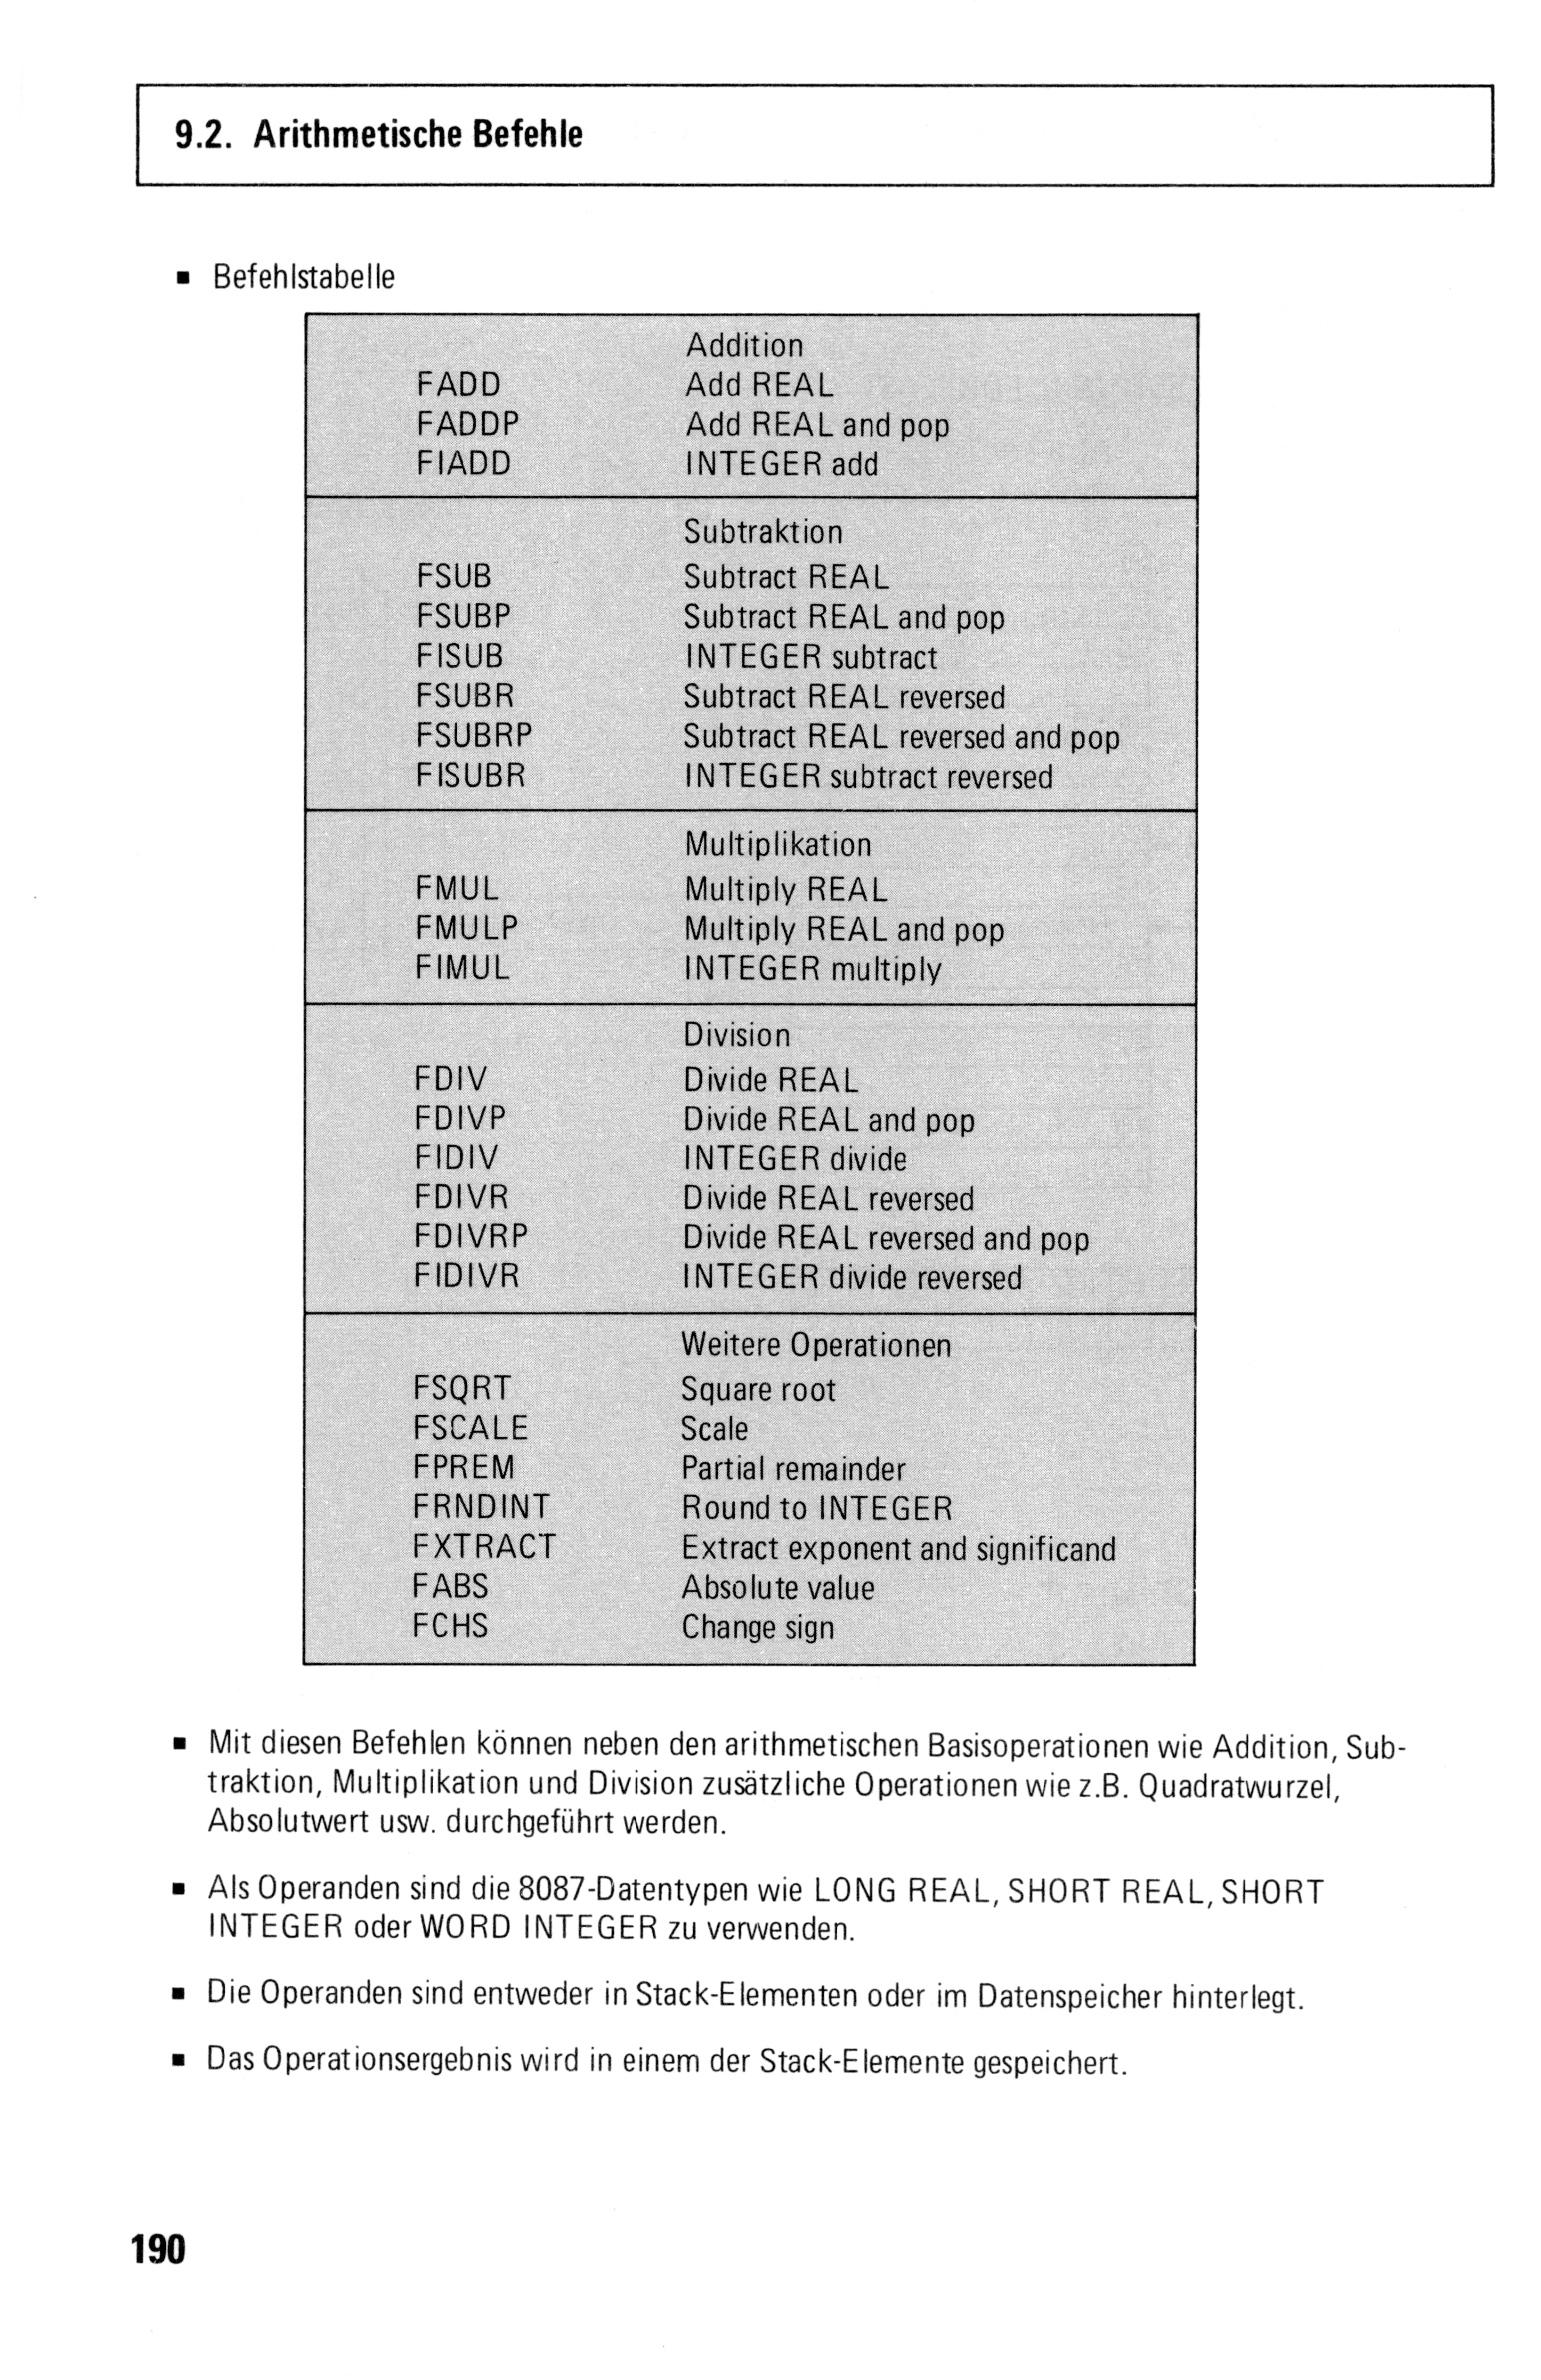 9.2. Arithmetische Befehle
▪ Befehlstabelle
Addition
FADD Add REAL
FADDP Add REAL and pop
FIADD INTEGER add
Subtraktion
FSUB Subtract REAL
FSUBP Subtract REAL and pop
FISUB INTEGER subtract
FSUBR Subtract REAL reversed
FSUBRP Subtract REAL reversed and pop
FISUBR INTEGER subtract reversed
Multiplikation
FMUL Multiply REAL
FMULP Multiply REAL and pop
FIMUL INTEGER multiply
Division
FDIV Divide REAL
FDIVP Divide REAL and pop
FIDIV INTEGER divide
FDIVR Divide REAL reversed
FDIVRP Divide REAL reversed and pop
FIDIVR INTEGER divide reversed
Weitere Operationen
FSQRT Square root
FSCALE Scale
FPREM Partial remainder
FRNDINT Round to INTEGER
FXTRACT Extract exponent and significand
FABS Absolute value
FCHS Change sign
▪ Mit diesen Befehlen können neben den arithmetischen Basisoperationen wie Addition, Sub-
traktion, Multiplikation und Division zusätzliche Operationen wie z.B. Quadratwurzel,
Absolutwert usw. durchgeführt werden.
▪ Als Operanden sind die 8087-Datentypen wie LONG REAL, SHORT REAL, SHORT
INTEGER oder WORD INTEGER zu verwenden.
▪ Die Operanden sind entweder in Stack-Elementen oder im Datenspeicher hinterlegt.
▪ Das Operationsergebnis wird in einem der Stack-Elemente gespeichert.
190